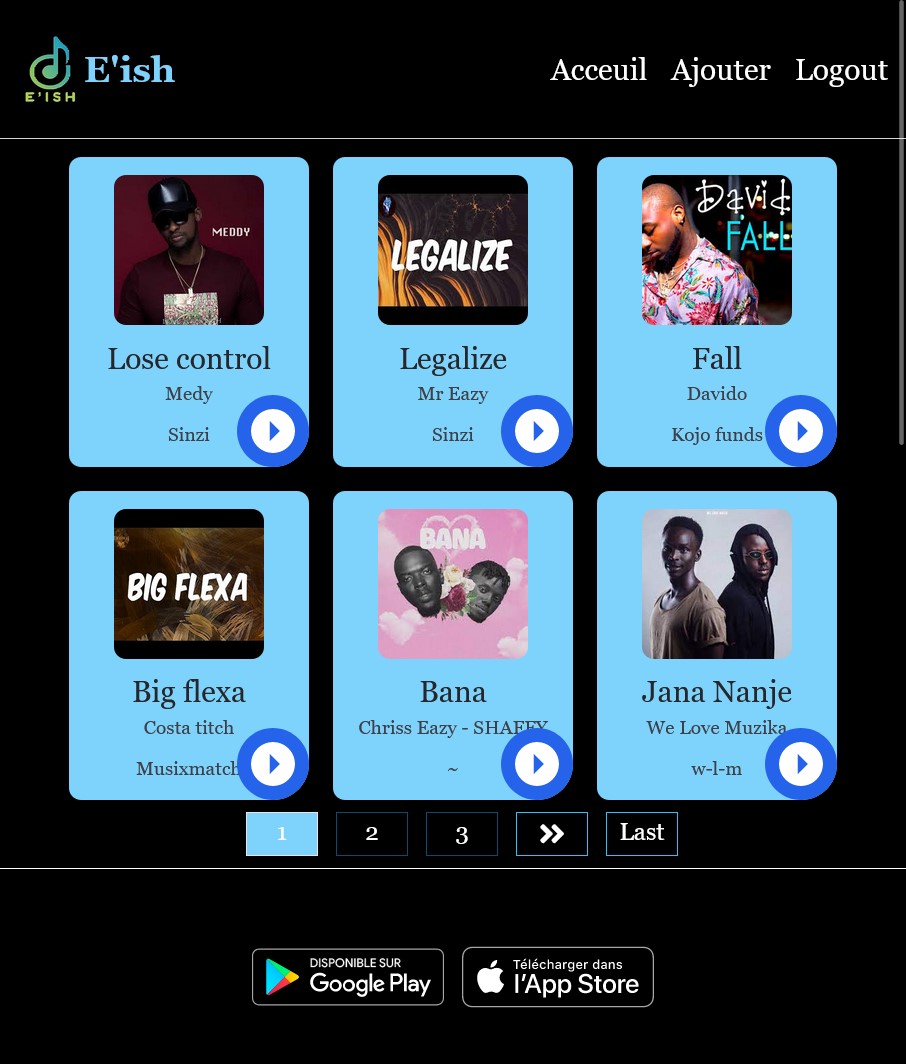 E'ISH
E'ish
Acceuil
Ajouter
Logout
MEDDY
Lose control
Medy
Sinzi
LEGALIZE
Legalize
Mr Eazy
Sinzi
David
FALL
Fall
Davido
Kojo funds
BIG FLEXA
Big flexa
Costa titch
Musixmatch
BANA
Bana
Chriss Eazy - SHAFFY
~
Jana Nanje
We Love Muzika
w-l-m
1
2
3
Last
DISPONIBLE SUR
Google Play
Télécharger dans
l'App Store